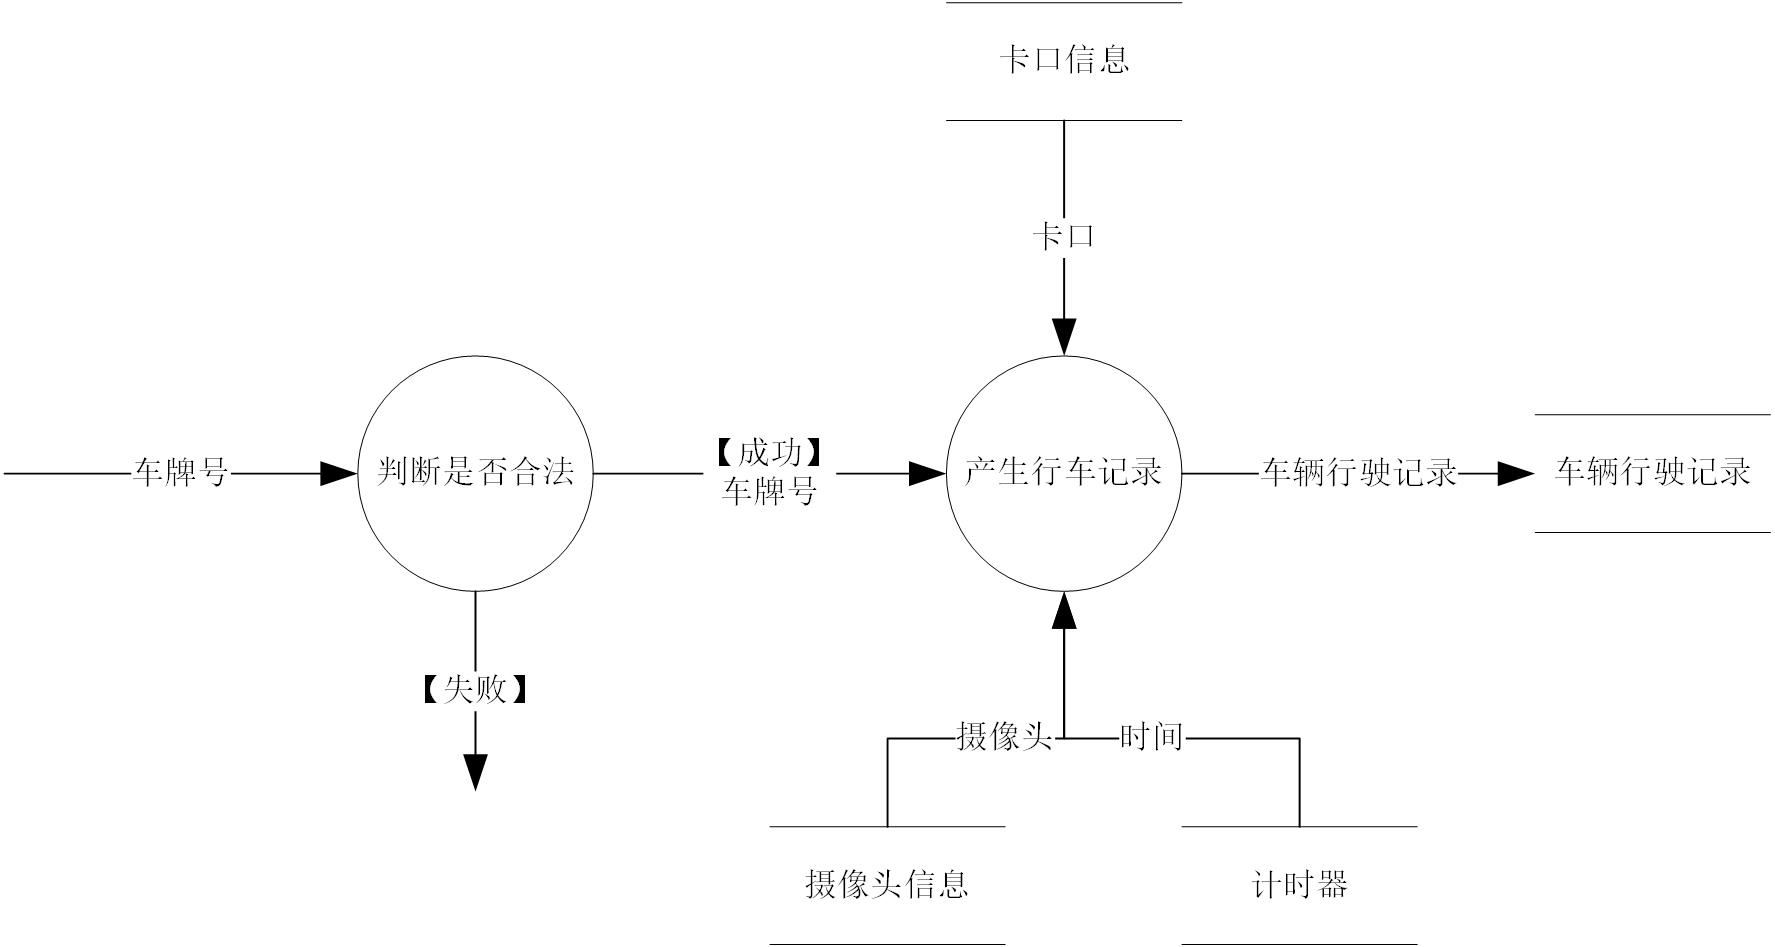 卡口信息
卡口
车牌号
判断是否合法
【成功】
车牌号
产生行车记录
车辆行驶记录
车辆行驶记录
【失败】
摄像头
时间
摄像头信息
计时器